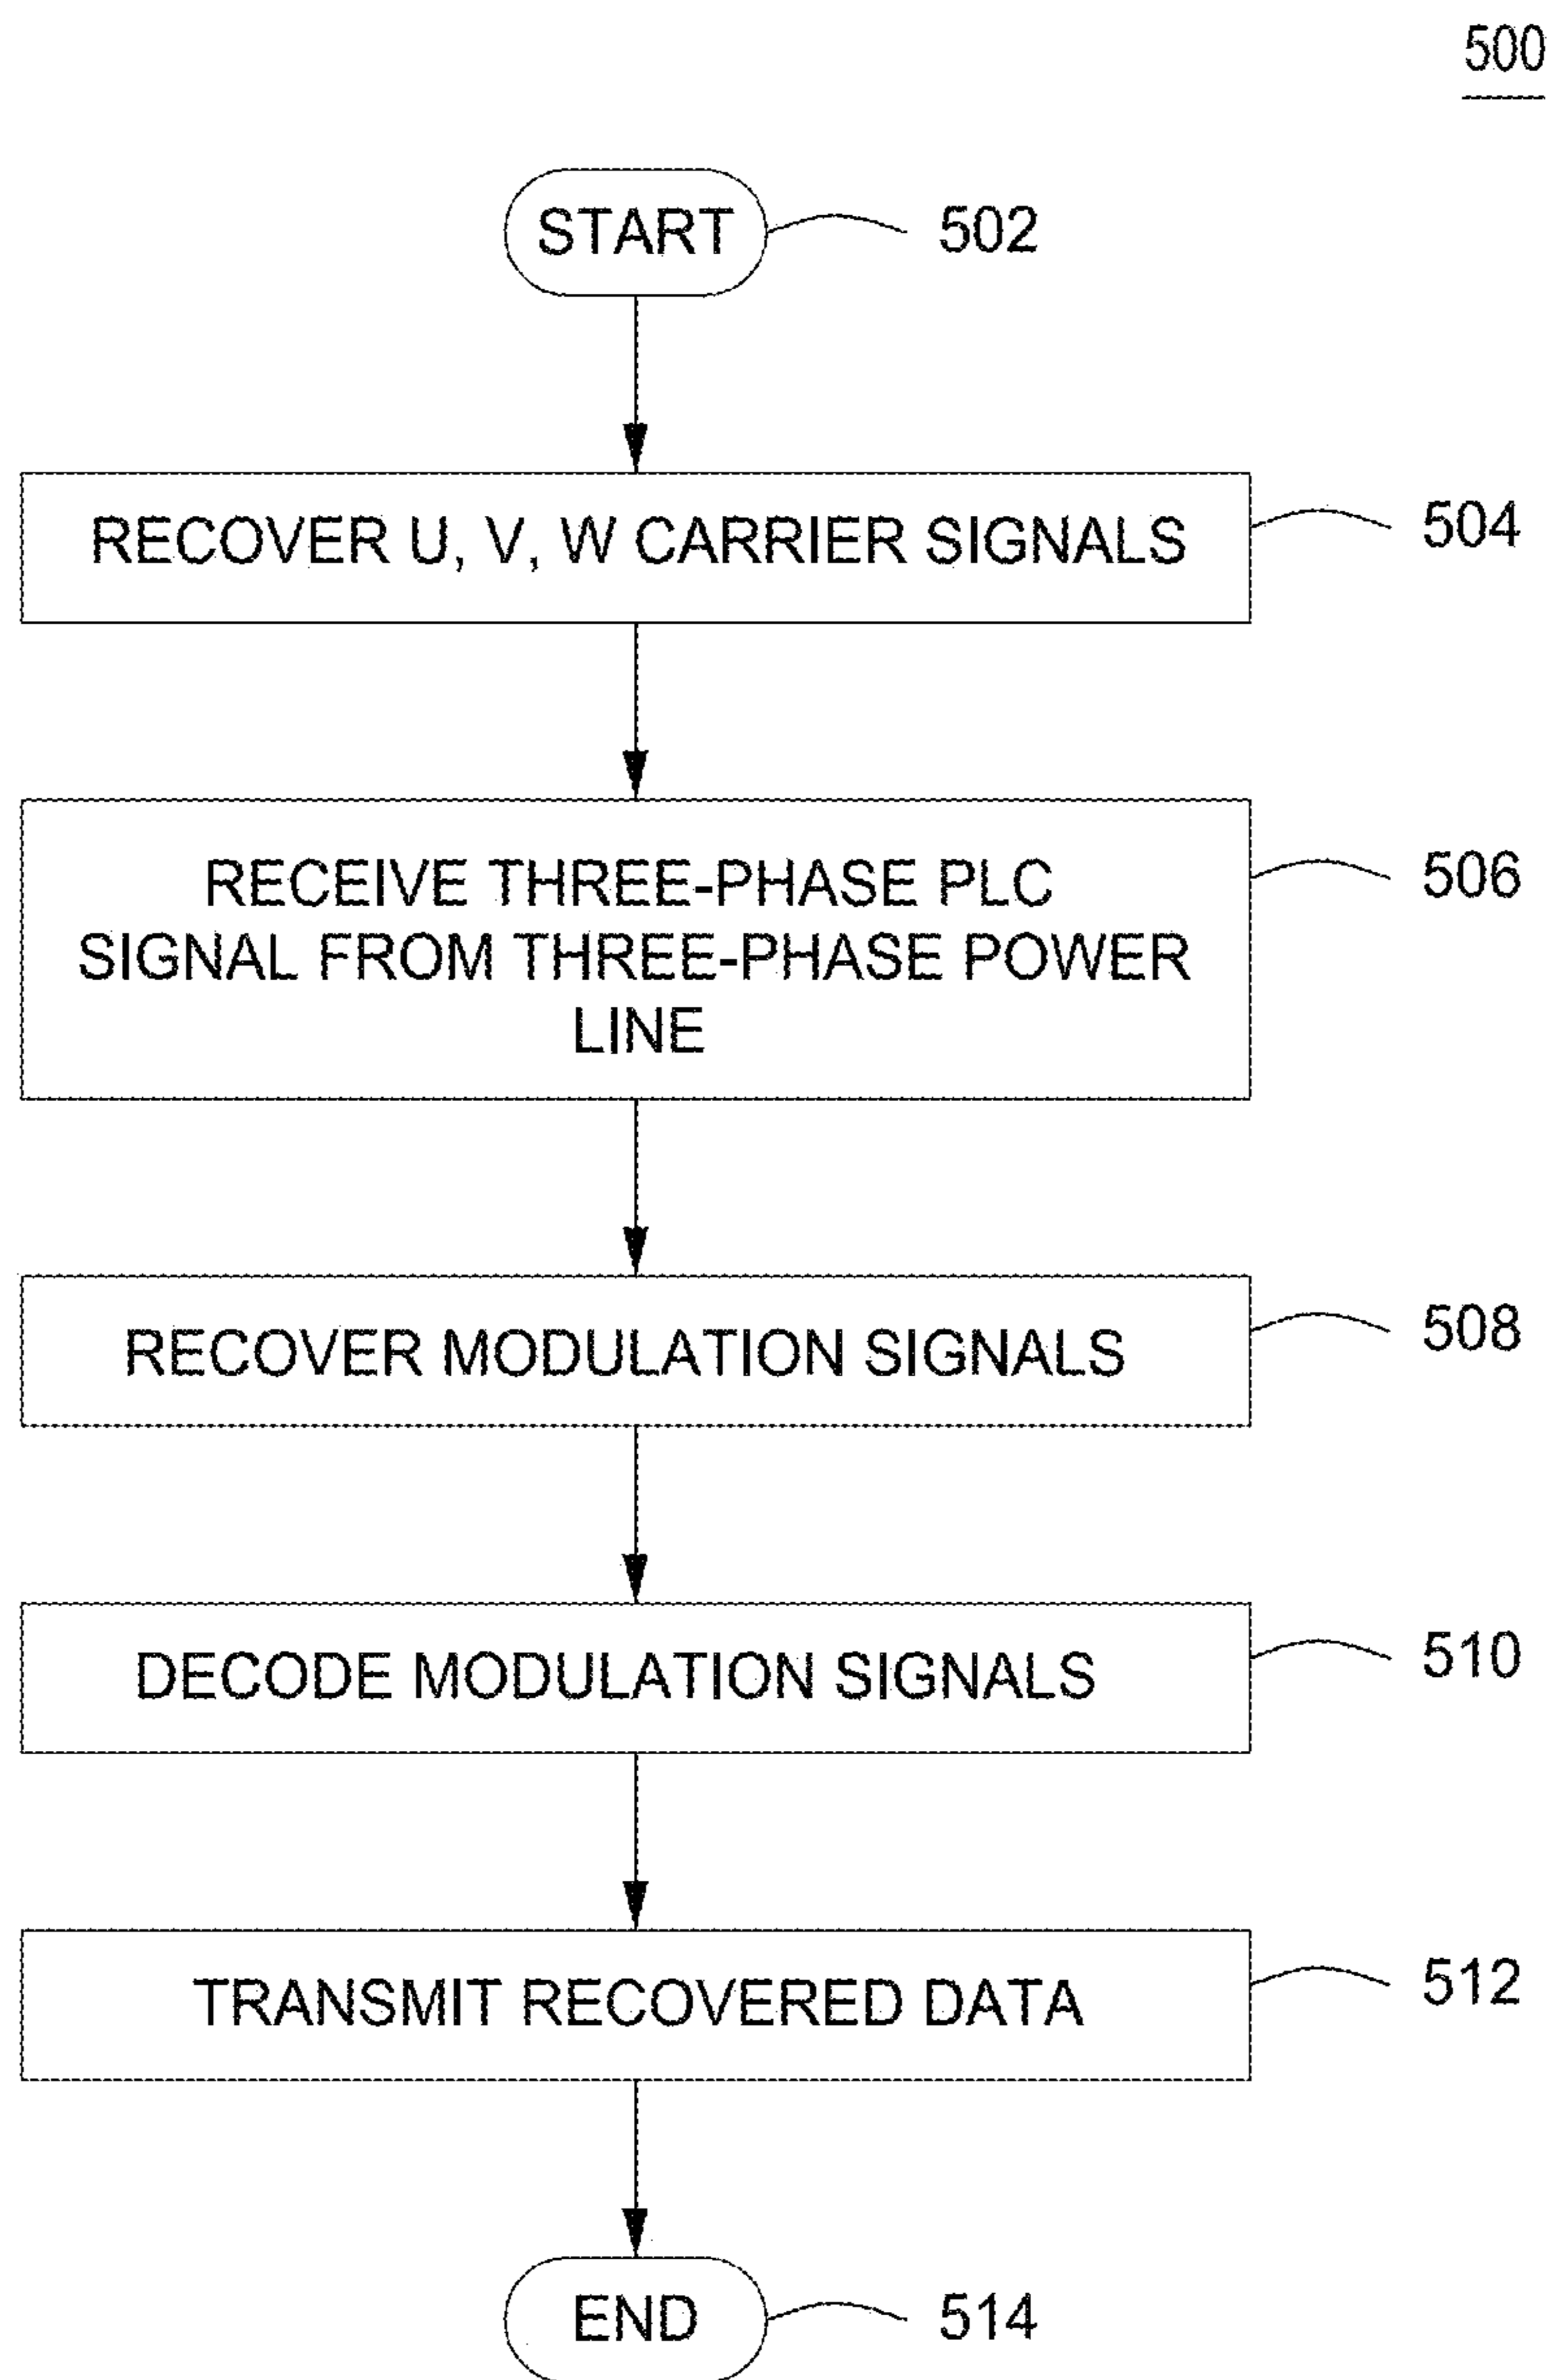 500
START
502
RECOVER U, V, W CARRIER SIGNALS
504
RECEIVE THREE-PHASE PLC
SIGNAL FROM THREE-PHASE POWER
LINE
506
RECOVER MODULATION SIGNALS
508
DECODE MODULATION SIGNALS
510
TRANSMIT RECOVERED DATA
512
END
514